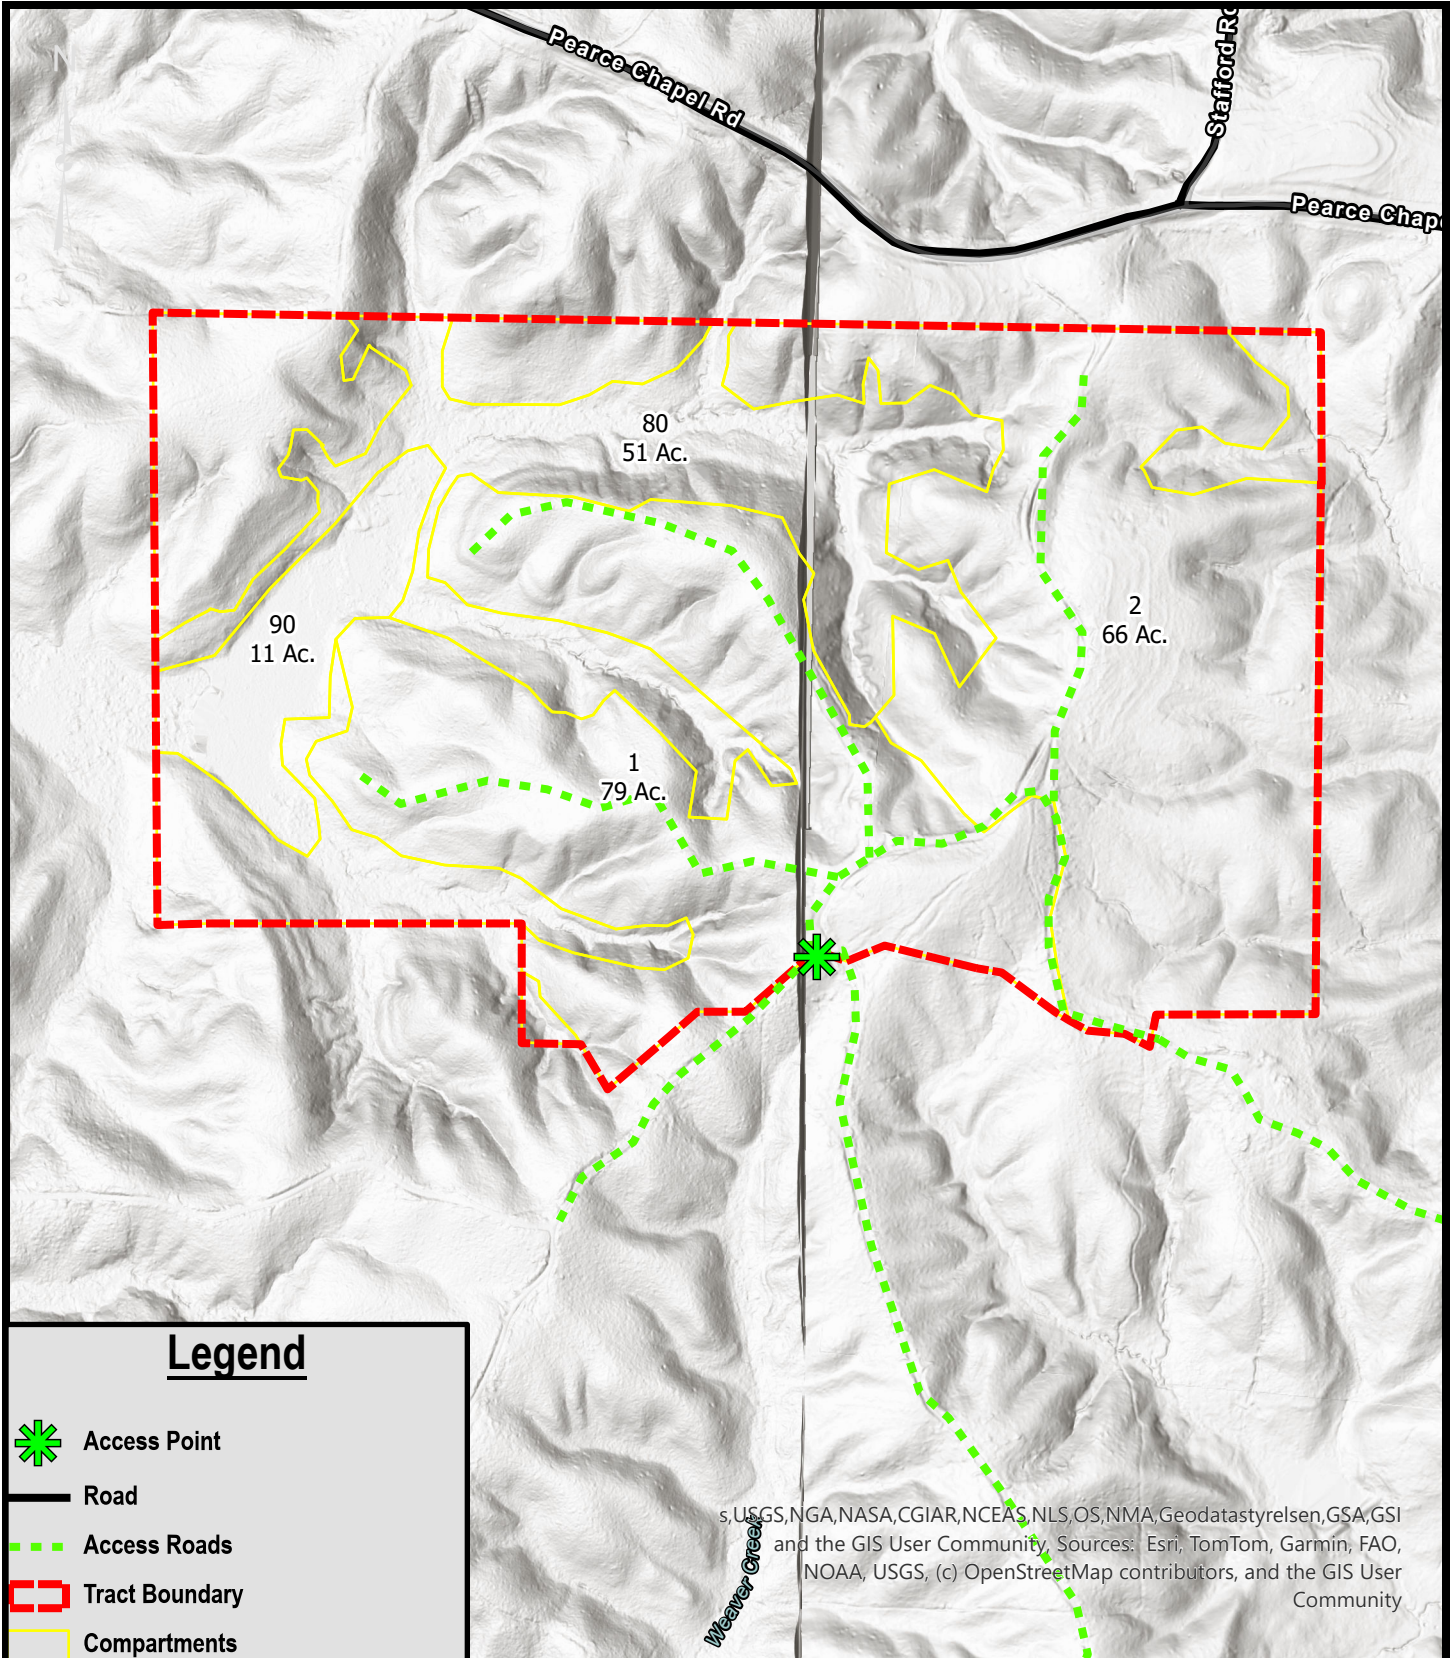 N
Pearce Chapel Rd
Stafford Rd
Pearce Chape
80
51 Ac.
2
66 Ac.
90
11 Ac.
1
79 Ac.
Legend
Access Point
Road
Access Roads
Tract Boundary
Compartments
Weaver Creek
s,USGS,NGA,NASA,CGIAR,NCEAS,NLS,OS,NMA,Geodatastyrelsen,GSA,GSI
and the GIS User Community, Sources: Esri, TomTom, Garmin, FAO,
NOAA, USGS, (c) OpenStreetMap contributors, and the GIS User
Community